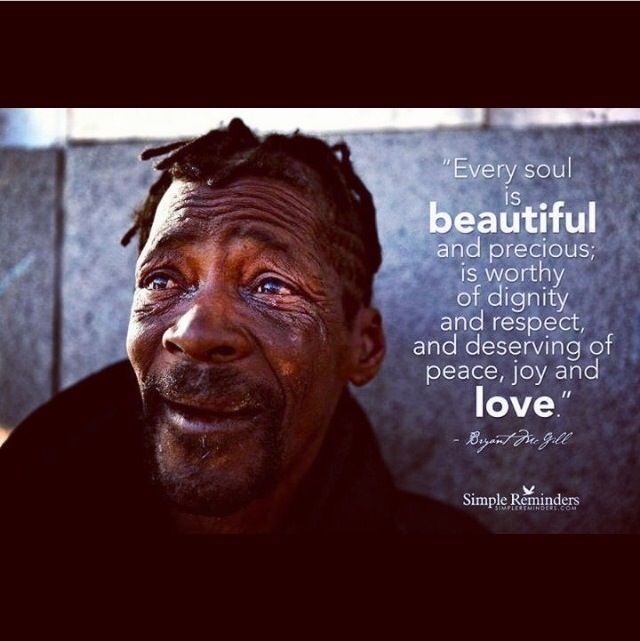 "Every soul
is
beautiful
and precious;
is worthy
of dignity
and respect,
and deserving of
peace, joy and
love."
- Bryant McGill
Simple Reminders
SIMPLEREMINDERS.COM